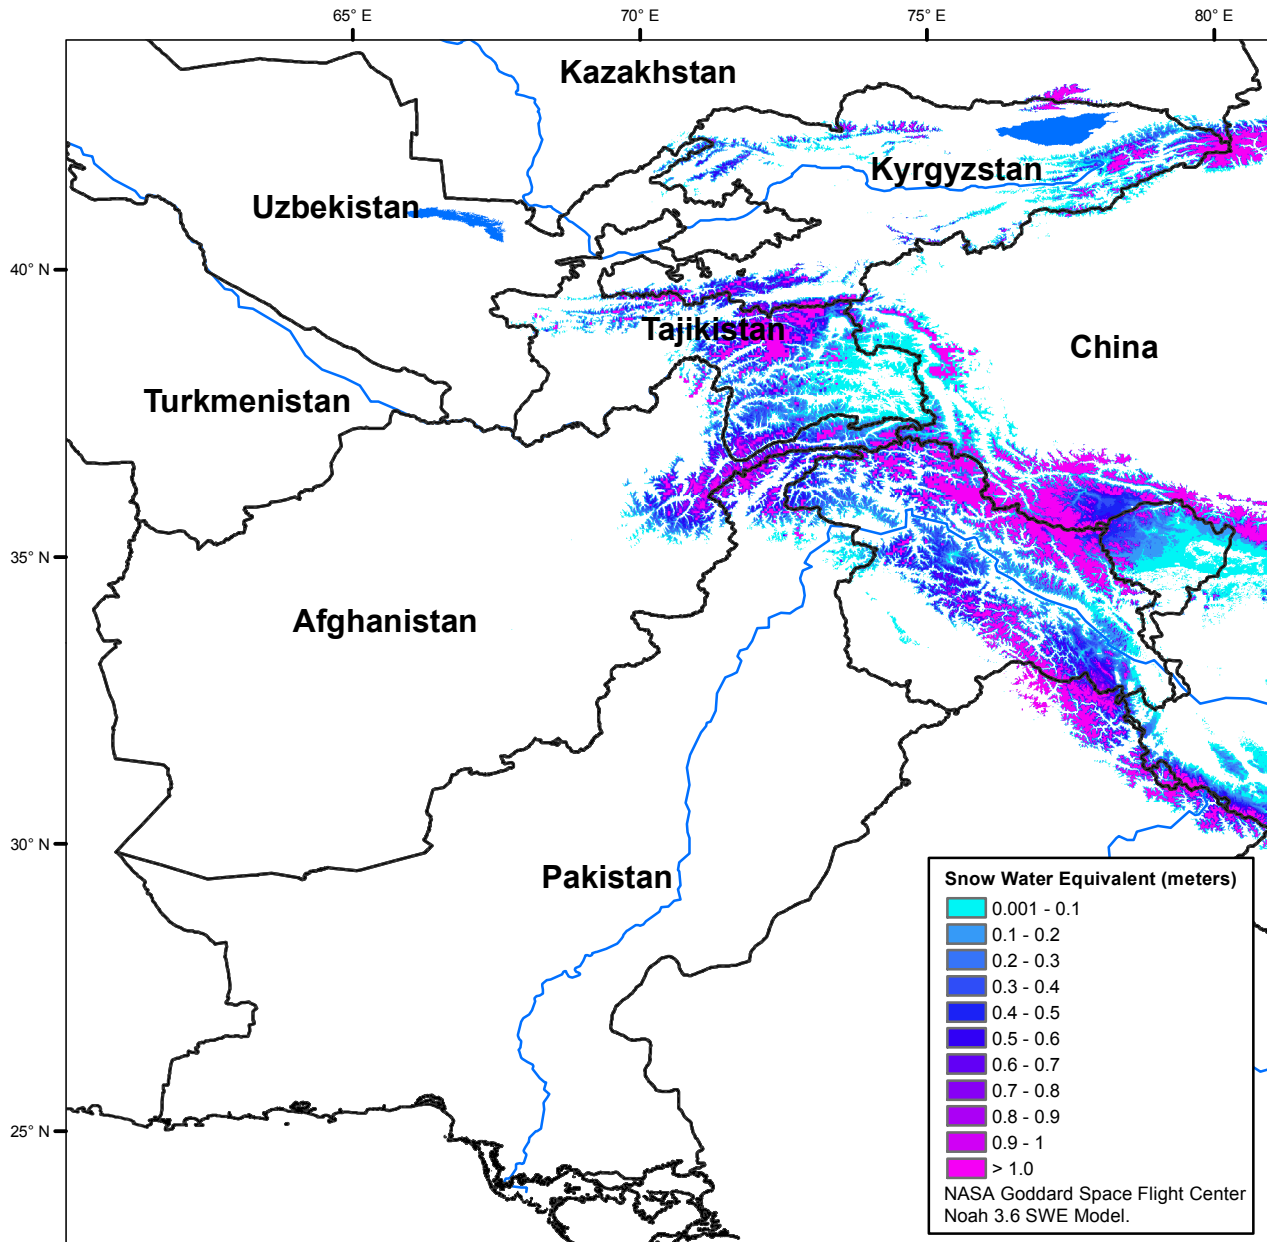 65° E 70° E 75° E 80° E
Kazakhstan
Kyrgyzstan
Uzbekistan
40° N
Tajikistan
China
Turkmenistan
35° N
Afghanistan
30° N
Pakistan
25° N
Snow Water Equivalent (meters)
0.001 - 0.1
0.1 - 0.2
0.2 - 0.3
0.3 - 0.4
0.4 - 0.5
0.5 - 0.6
0.6 - 0.7
0.7 - 0.8
0.8 - 0.9
0.9 - 1
> 1.0
NASA Goddard Space Flight Center
Noah 3.6 SWE Model.